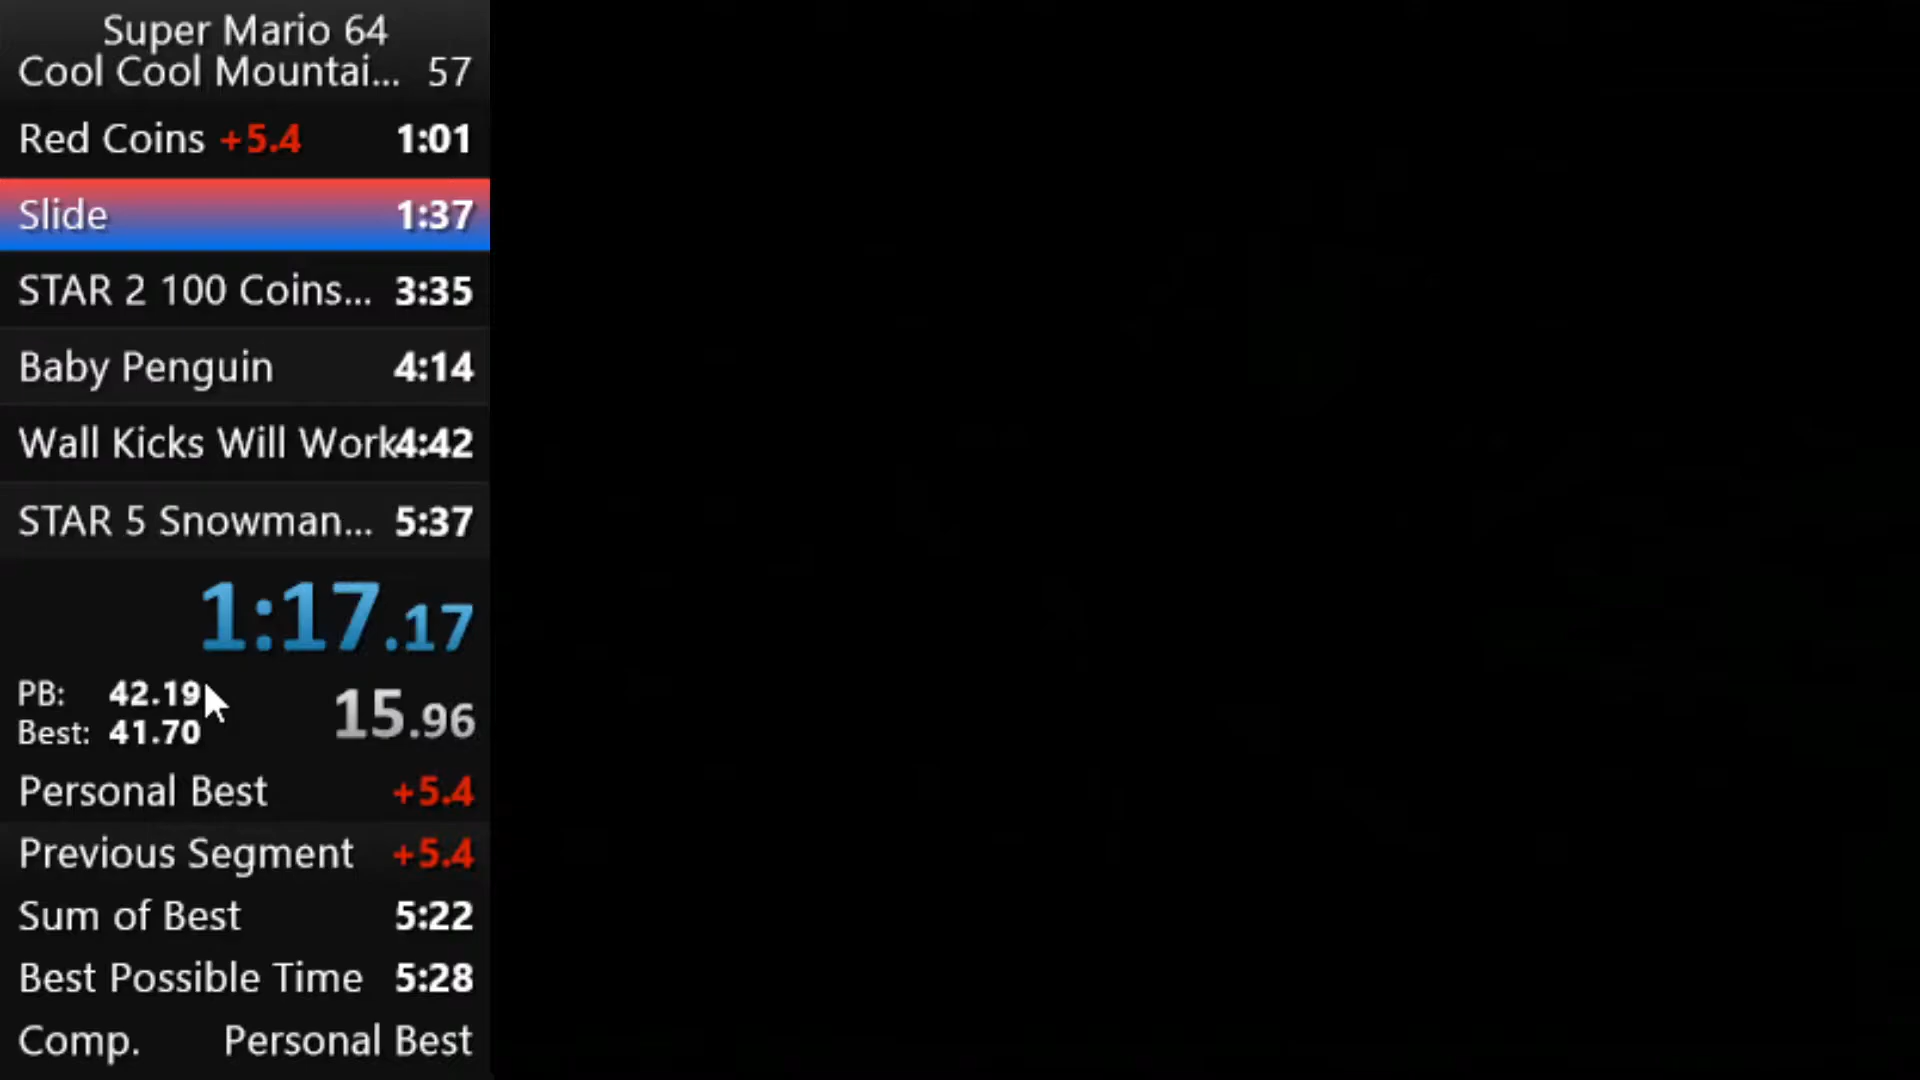 Super Mario 64
Cool Cool Mountai... 57
Red Coins +5.4 1:01
Slide 1:37
STAR 2 100 Coins... 3:35
Baby Penguin 4:14
Wall Kicks Will Work 4:42
STAR 5 Snowman... 5:37
1:17.17
PB: 42.19
Best: 41.70
15.96
Personal Best +5.4
Previous Segment +5.4
Sum of Best 5:22
Best Possible Time 5:28
Comp. Personal Best